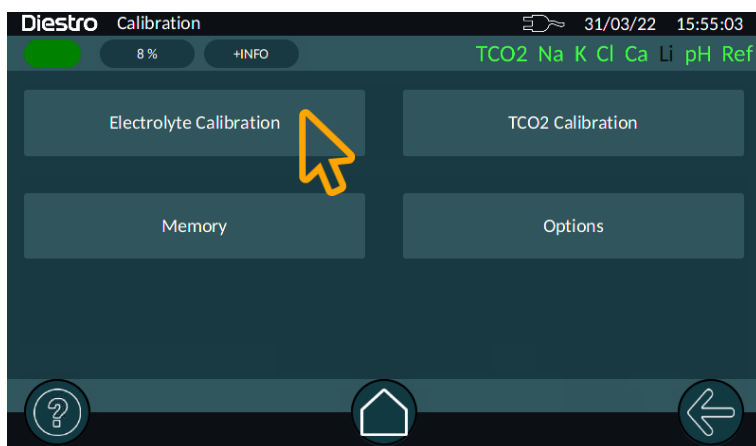 Diestro Calibration 31/03/22 15:55:03
8 % +INFO TCO2 Na K Cl Ca Li pH Ref
Electrolyte Calibration TCO2 Calibration
Memory Options
?